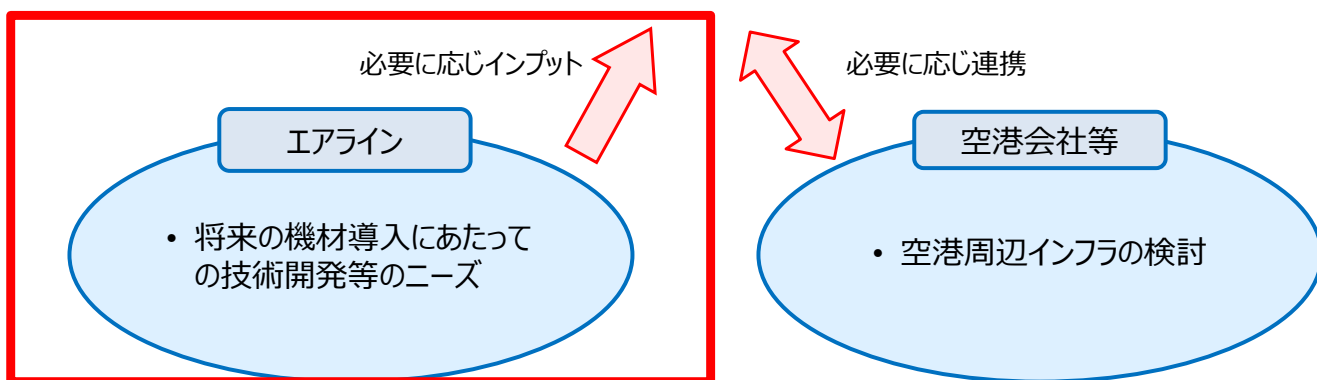 必要に応じインプット
必要に応じ連携
エアライン
空港会社等
• 将来の機材導入にあたって
の技術開発等のニーズ
• 空港周辺インフラの検討